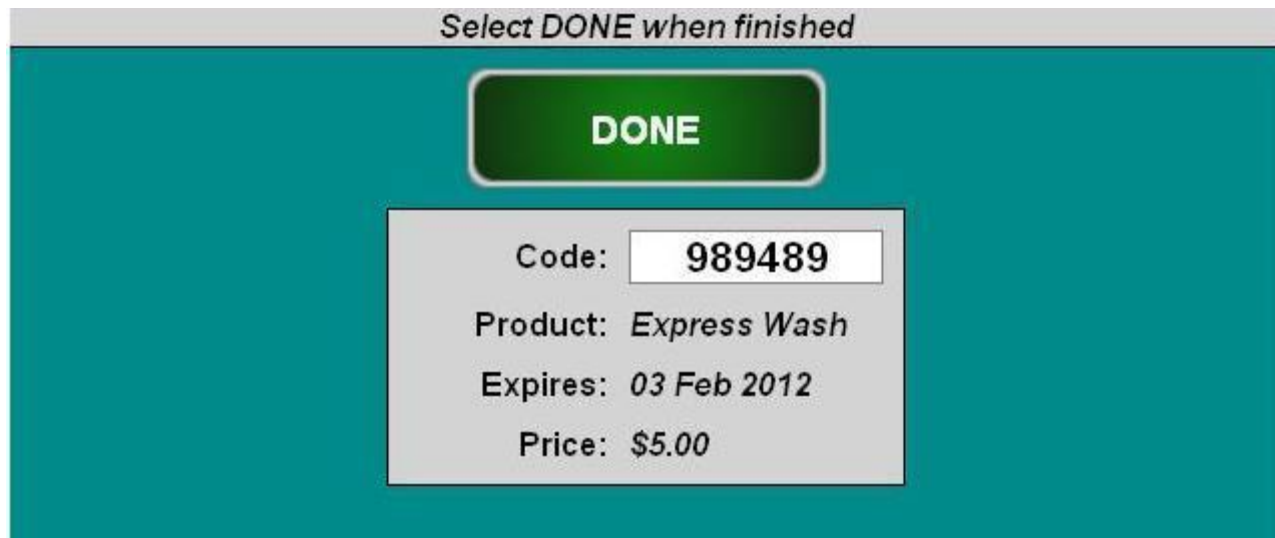 Select DONE when finished
DONE
Code: 989489
Product: Express Wash
Expires: 03 Feb 2012
Price: $5.00